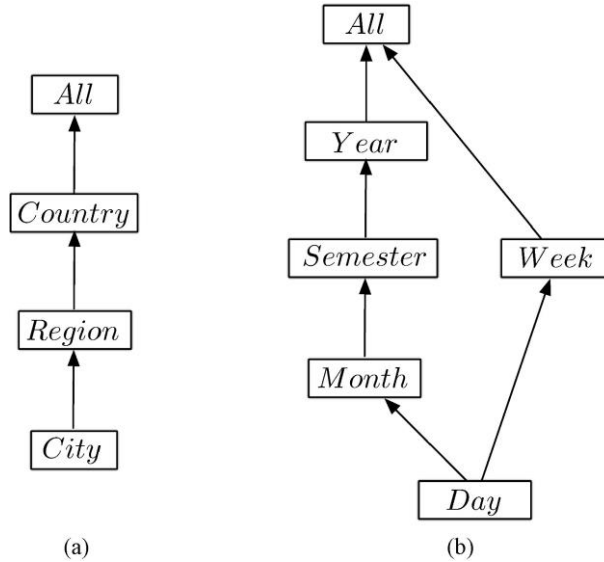 All
Country
Region
City
(a)
All
Year
Semester
Week
Month
Day
(b)